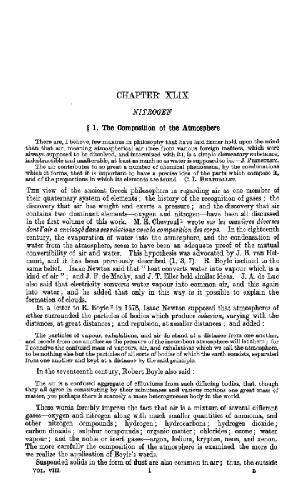 CHAPTER XLIX
NITROGEN
§ 1. The Composition of the Atmosphere
There are, I believe, few maxims in philosophy that have laid firmer hold upon the mind
than that air, meaning atmospherical air (free from various foreign matters, which were
always supposed to be dissolved, and intermixed with it), is a simple elementary substance,
indestructible and unalterable, at least as much so as water is supposed to be.—J. PRIESTLEY.
The air contributes to so great a number of chemical phenomena, by the combinations
which it forms, that it is important to have a precise idea of the parts which compose it,
and of the proportions in which its elements are found.—C. L. BERTHOLLET.
THE view of the ancient Greek philosophers in regarding air as one member of
their quaternary system of elements; the history of the recognition of gases; the
discovery that air has weight and exerts a pressure; and the discovery that air
contains two dominant elements—oxygen and nitrogen—have been all discussed
in the first volume of this work. M. E. Chevreul wrote sur les manières diverses
dont l'air a envisagé dans ses relations avec la composition des corps. In the eighteenth
century, the evaporation of water into the atmosphere, and the condensation of
water from the atmosphere, seem to have been an adequate proof of the mutual
convertibility of air and water. This hypothesis was advocated by J. B. van Hel-
mont, and it has been previously described (1. 3, 7). R. Boyle inclined to the
same belief. Isaac Newton said that " heat converts water into vapour which is a
kind of air "; and J. F. de Machy, and J. T. Eller held similar ideas. J. A. de Luc
also said that electricity converts water vapour into common air, and this again
into water; and he added that only in this way is it possible to explain the
formation of clouds.
In a letter to R. Boyle in 1678, Isaac Newton supposed that atmospheres of
æther surrounded the particles of bodies which produce cohesion, varying with the
distances, at great distances; and repulsion, at smaller distances; and added:
The particles of vapour, exhalations, and air do stand at a distance from one another,
and recede from one another as the pressure of the incumbent atmosphere will let them; for
I conceive the confused mass of vapours, air, and exhalations which we call the atmosphere,
to be nothing else but the particles of all sorts of bodies of which the earth consists, separated
from one another and kept at a distance by the said principle.
In the seventeenth century, Robert Boyle also said:
The air is a confused aggregate of effluviums from such differing bodies, that, though
they all agree in constituting by their minuteness and various motions one great mass of
matter, yet perhaps there is scarcely a more heterogeneous body in the world.
These words forcibly impress the fact that air is a mixture of several different
gases—oxygen and nitrogen along with much smaller quantities of ammonia, and
other nitrogen compounds; hydrogen; hydrocarbons; hydrogen dioxide;
carbon dioxide; sulphur compounds; organic matter; chlorides; ozone; water
vapour; and the noble or inert gases—argon, helium, krypton, neon, and xenon.
The more carefully the composition of the atmosphere is examined, the more do
we realize the application of Boyle's words.
Suspended solids in the form of dust are also common in air; thus, the outside
VOL. VIII. 1 B